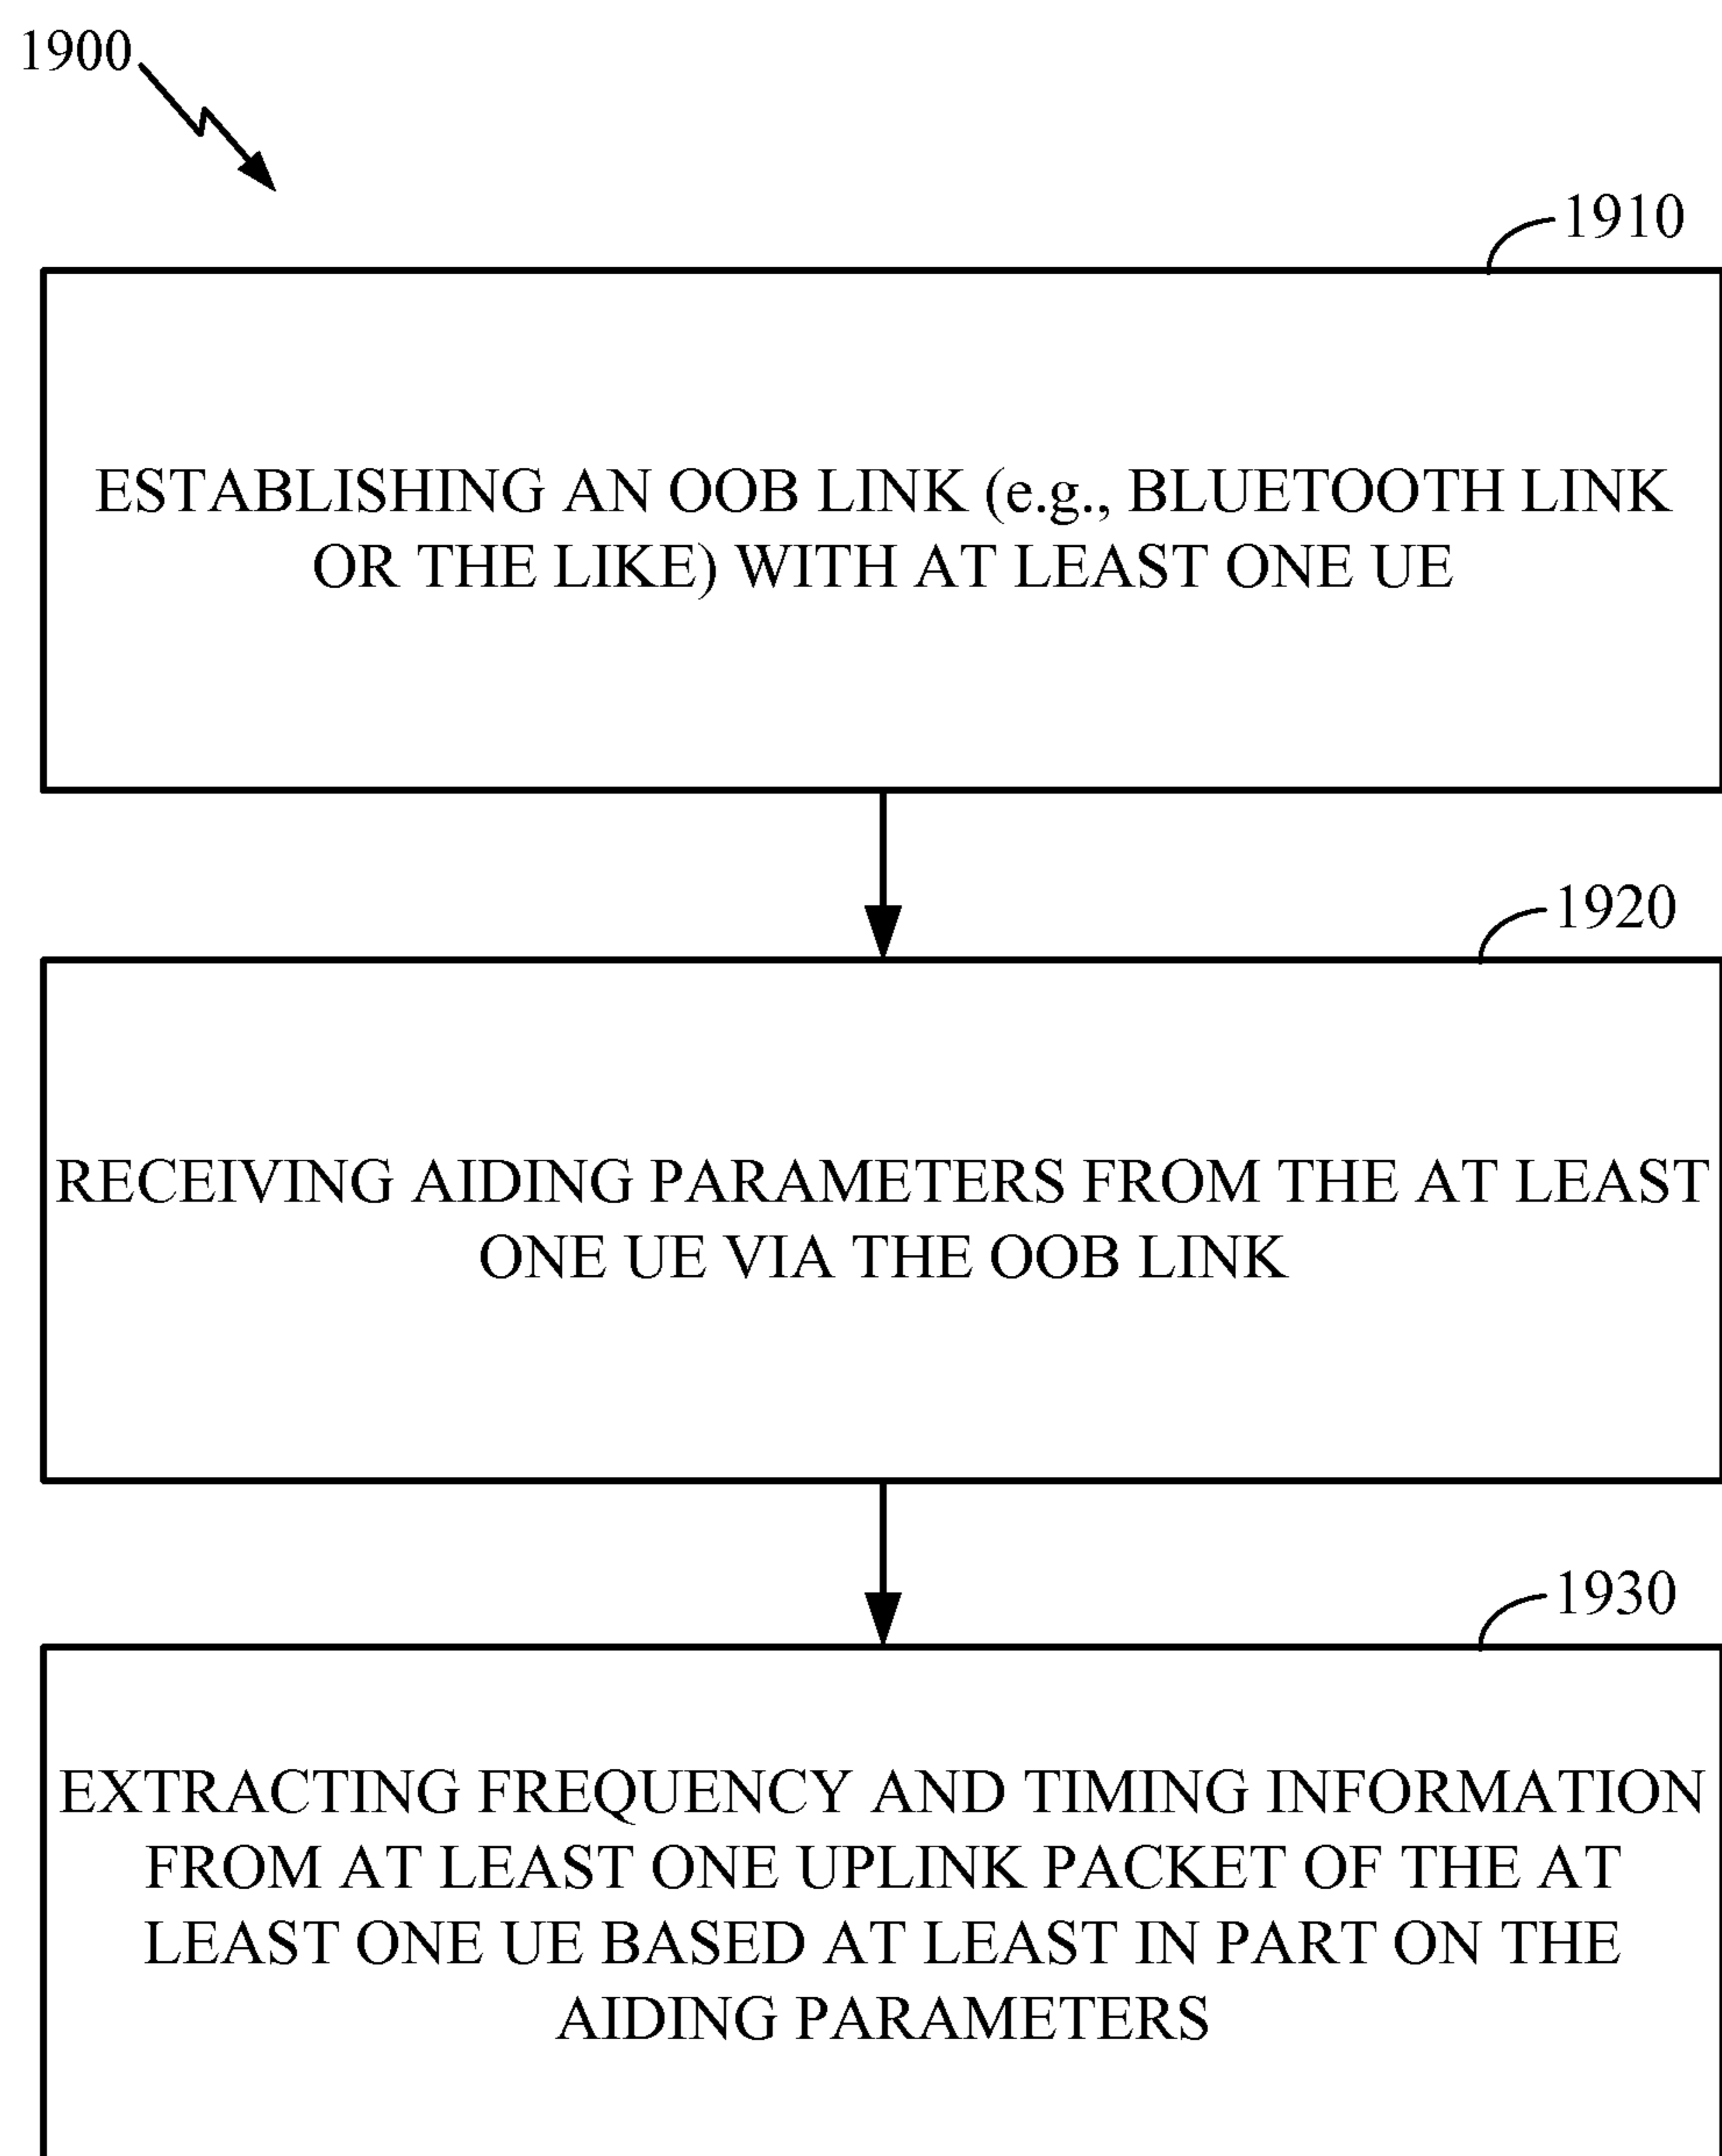 1900
1910
ESTABLISHING AN OOB LINK (e.g., BLUETOOTH LINK
OR THE LIKE) WITH AT LEAST ONE UE
1920
RECEIVING AIDING PARAMETERS FROM THE AT LEAST
ONE UE VIA THE OOB LINK
1930
EXTRACTING FREQUENCY AND TIMING INFORMATION
FROM AT LEAST ONE UPLINK PACKET OF THE AT
LEAST ONE UE BASED AT LEAST IN PART ON THE
AIDING PARAMETERS